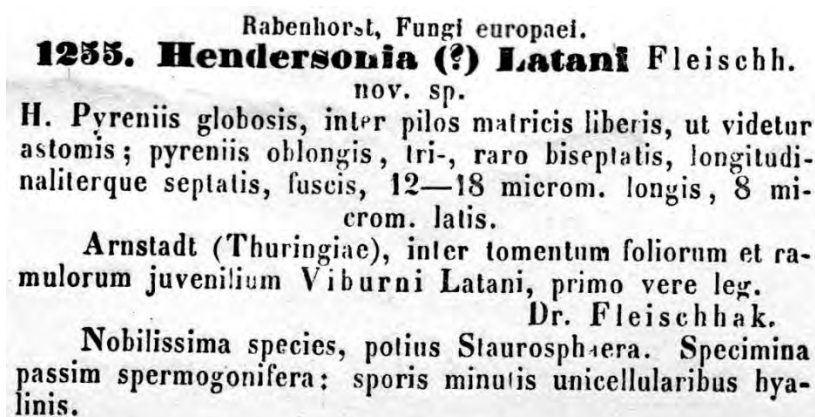 Rabenhorst, Fungi europaei.
1255. Hendersonia (?) Latani Fleischh.
nov. sp.
H. Pyreniis globosis, inter pilos matricis liberis, ut videtur
astomis; pyreniis oblongis, tri-, raro biseptatis, longitudi-
naliterque septatis, fuscis, 12—18 microm. longis, 8 mi-
crom. latis.
Arnstadt (Thuringiae), inter tomentum foliorum et ra-
mulorum juvenilium Viburni Latani, primo vere leg.
Dr. Fleischhak.
Nobilissima species, potius Staurosphaera. Specimina
passim spermogonifera: sporis minutis unicellularibus hya-
linis.